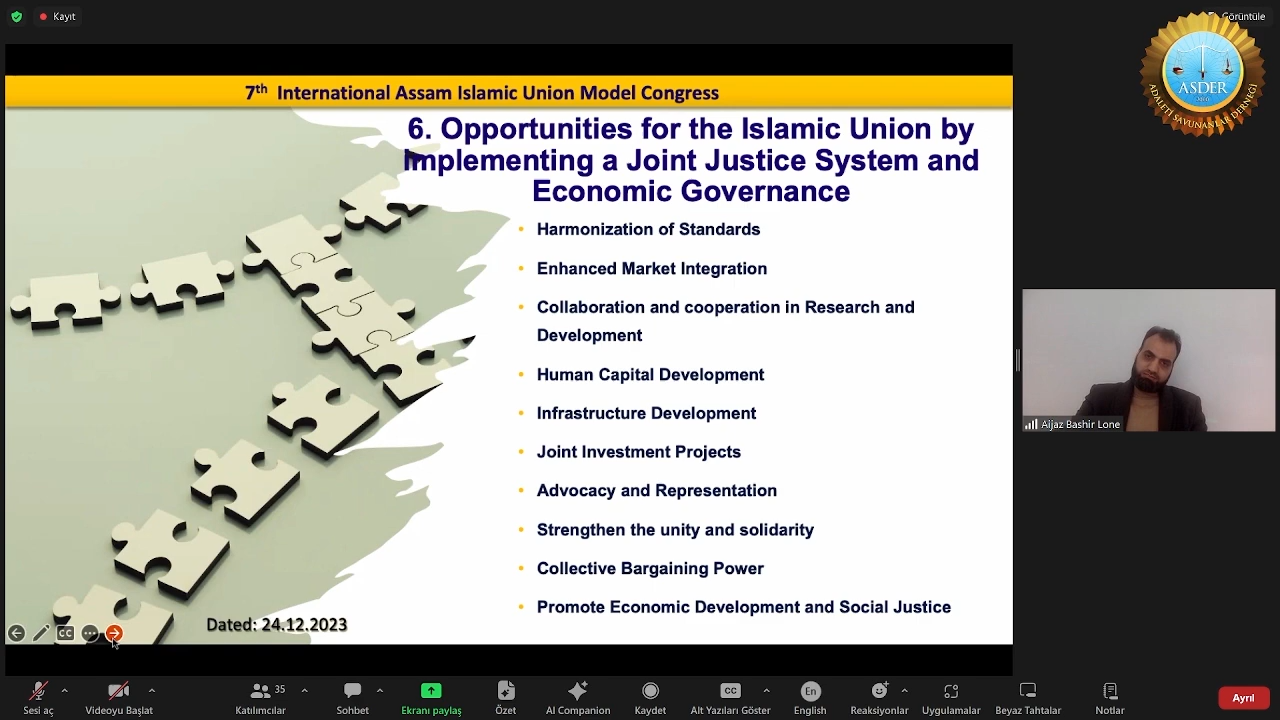 Kayıt
Görüntüle
ASDER
ADALETİ SAVUNANLAR DERNEĞİ
7th International Assam Islamic Union Model Congress
6. Opportunities for the Islamic Union by
Implementing a Joint Justice System and
Economic Governance
• Harmonization of Standards
• Enhanced Market Integration
• Collaboration and cooperation in Research and
Development
• Human Capital Development
• Infrastructure Development
• Joint Investment Projects
• Advocacy and Representation
• Strengthen the unity and solidarity
• Collective Bargaining Power
• Promote Economic Development and Social Justice
Dated: 24.12.2023
CC
Aijaz Bashir Lone
35
CC
En
Sesi aç
Videoyu Başlat
Katılımcılar
Sohbet
Ekranı paylaş
Özet
AI Companion
Kaydet
Alt Yazıları Göster
English
Reaksiyonlar
Uygulamalar
Beyaz Tahtalar
Notlar
Ayrıl